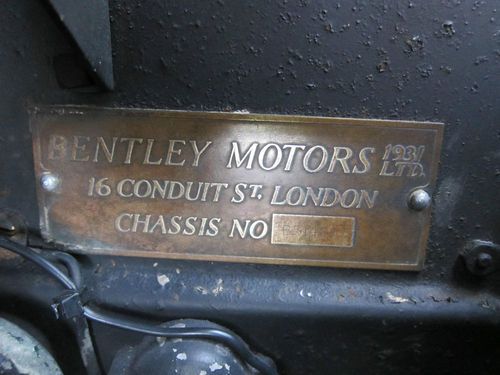 BENTLEY MOTORS 1931 LTD.
16 CONDUIT ST. LONDON
CHASSIS NO